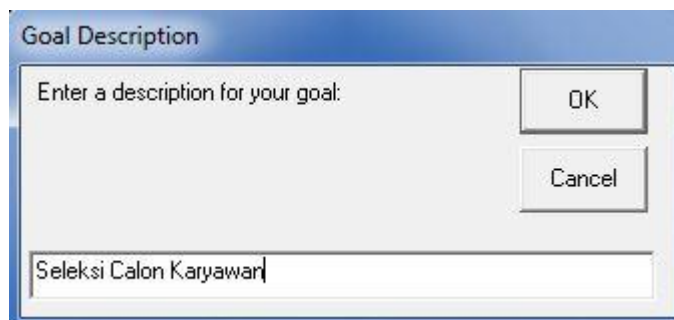 Goal Description
Enter a description for your goal:
OK
Cancel
Seleksi Calon Karyawan